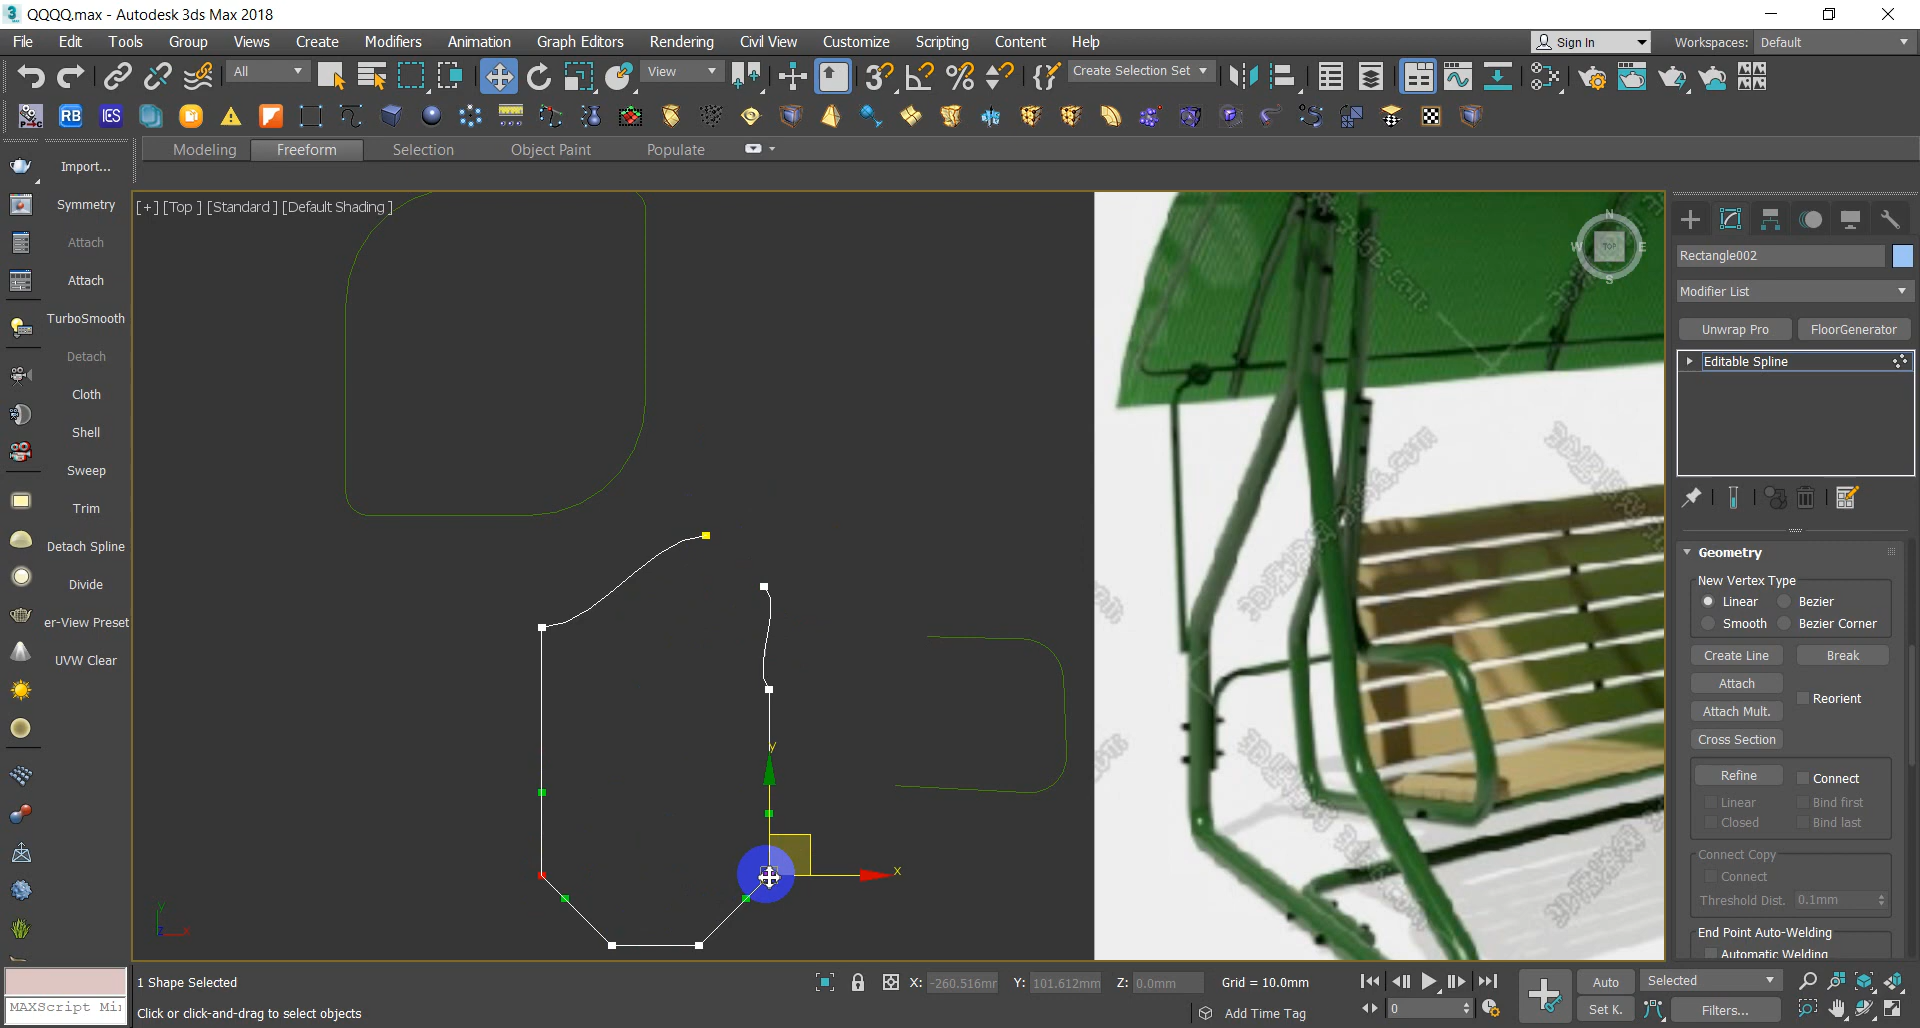 QQQQ.max - Autodesk 3ds Max 2018
File Edit Tools Group Views Create Modifiers Animation Graph Editors Rendering Civil View Customize Scripting Content Help
Sign In Workspaces: Default
All View Create Selection Set
RB IES
Modeling Freeform Selection Object Paint Populate
Import...
Symmetry
Attach
Attach
TurboSmooth
Detach
Cloth
Shell
Sweep
Trim
Detach Spline
Divide
er-View Preset
UVW Clear
[+] [Top ] [Standard ] [Default Shading ]
N
W TOP E
S
y
x
Rectangle002
Modifier List
Unwrap Pro FloorGenerator
Editable Spline
Geometry
New Vertex Type
Linear Bezier
Smooth Bezier Corner
Create Line Break
Attach
Reorient
Attach Mult.
Cross Section
Refine Connect
Linear Bind first
Closed Bind last
Connect Copy
Connect
Threshold Dist. 0.1mm
End Point Auto-Welding
Automatic Welding
MAXScript Mi
1 Shape Selected
Click or click-and-drag to select objects
X: -260.516mr Y: 101.612mm Z: 0.0mm Grid = 10.0mm
Add Time Tag
0
Auto Selected
Set K. Filters...